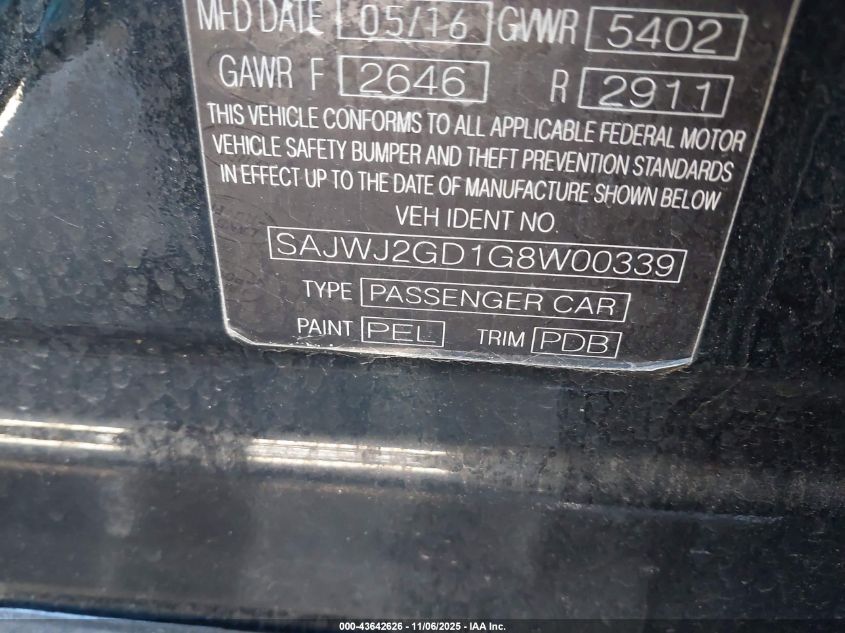 MFD DATE 05/16 GVWR 5402
GAWR F 2646 R 2911
THIS VEHICLE CONFORMS TO ALL APPLICABLE FEDERAL MOTOR
VEHICLE SAFETY BUMPER AND THEFT PREVENTION STANDARDS
IN EFFECT UP TO THE DATE OF MANUFACTURE SHOWN BELOW
VEH IDENT NO.
SAJWJ2GD1G8W00339
TYPE PASSENGER CAR
PAINT PEL TRIM PDB
000-43642626 - 11/06/2025 - IAA Inc.